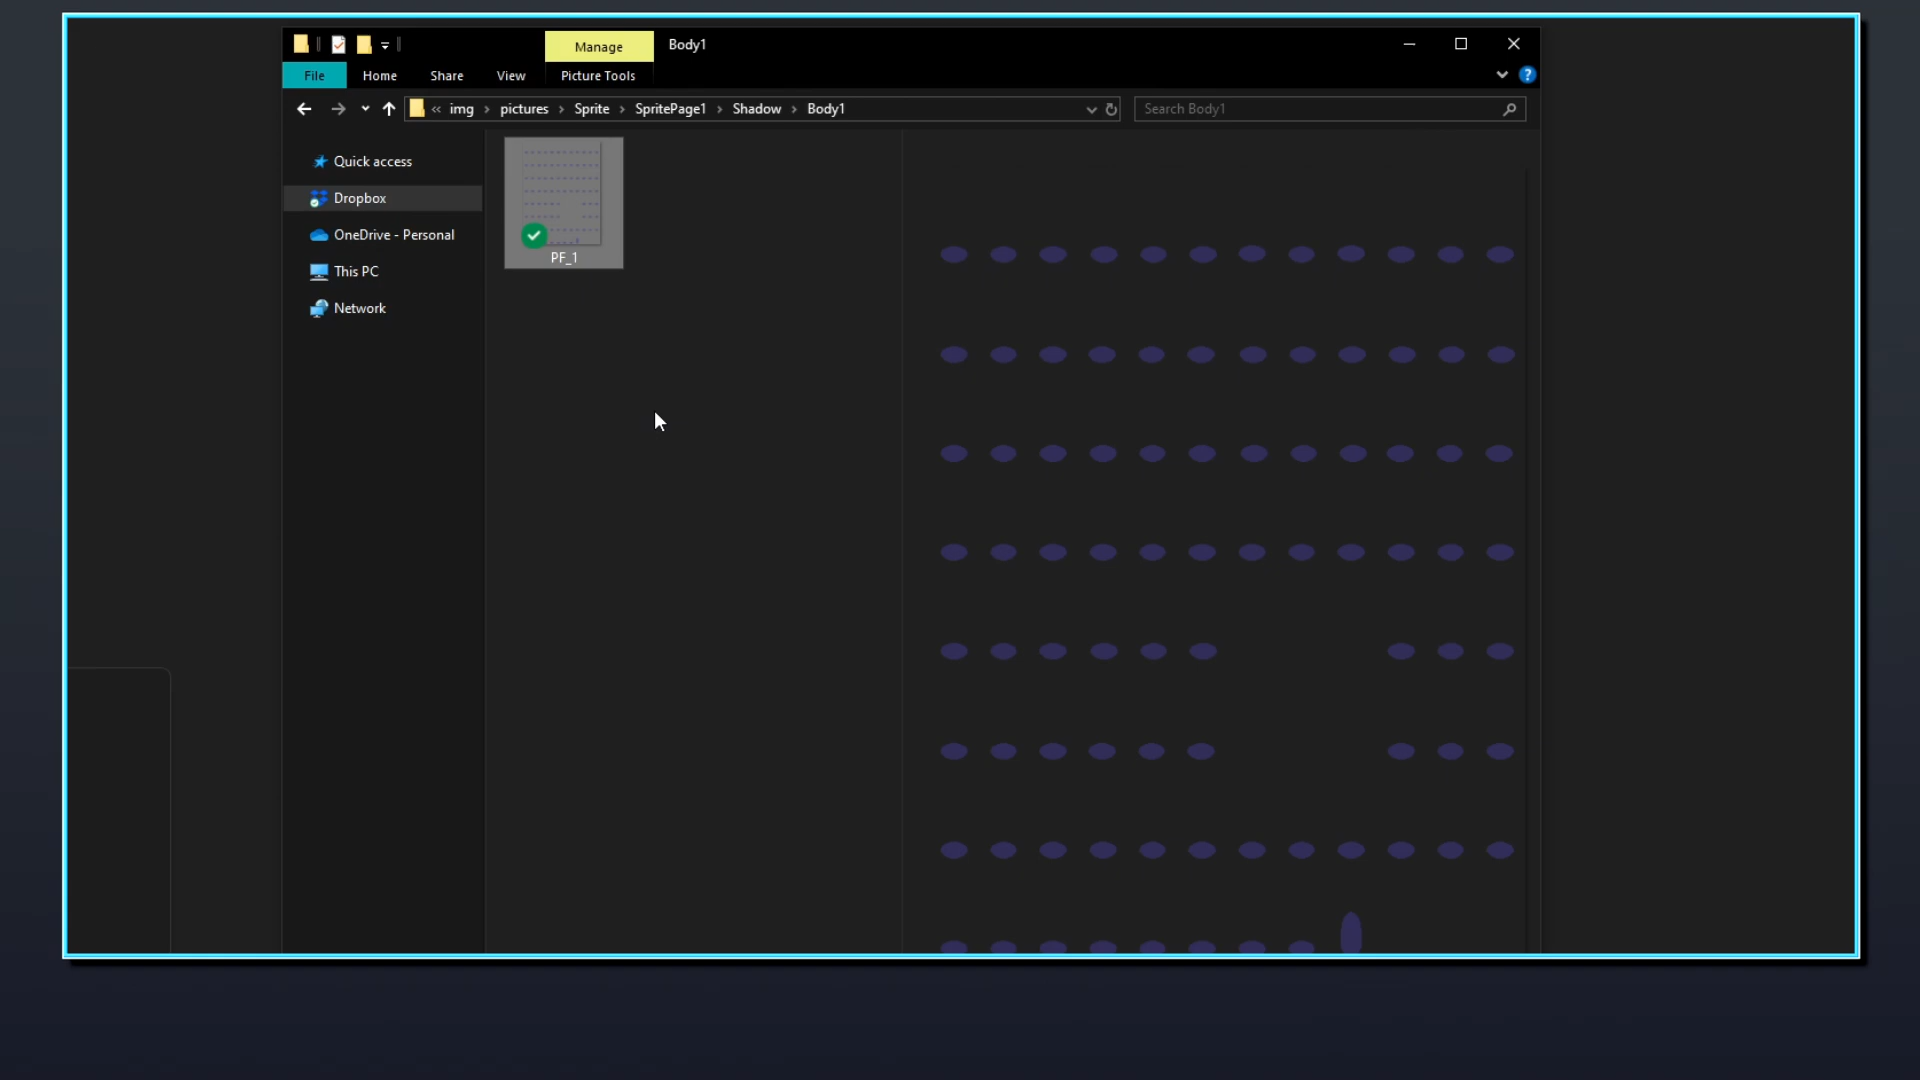 Manage Body1
File Home Share View Picture Tools ?
« img › pictures › Sprite › SpritePage1 › Shadow › Body1
Search Body1
Quick access
Dropbox
OneDrive - Personal
This PC
Network
PF_1